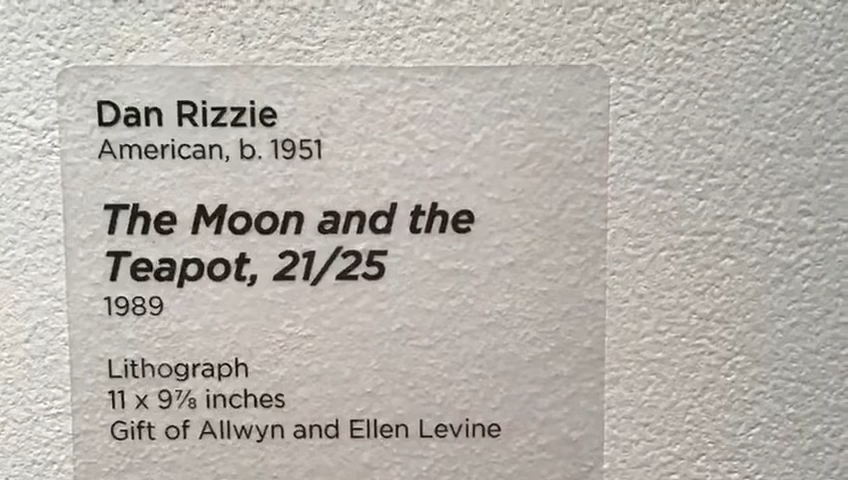 Dan Rizzie
American, b. 1951
The Moon and the
Teapot, 21/25
1989
Lithograph
11 x 9⅞ inches
Gift of Allwyn and Ellen Levine